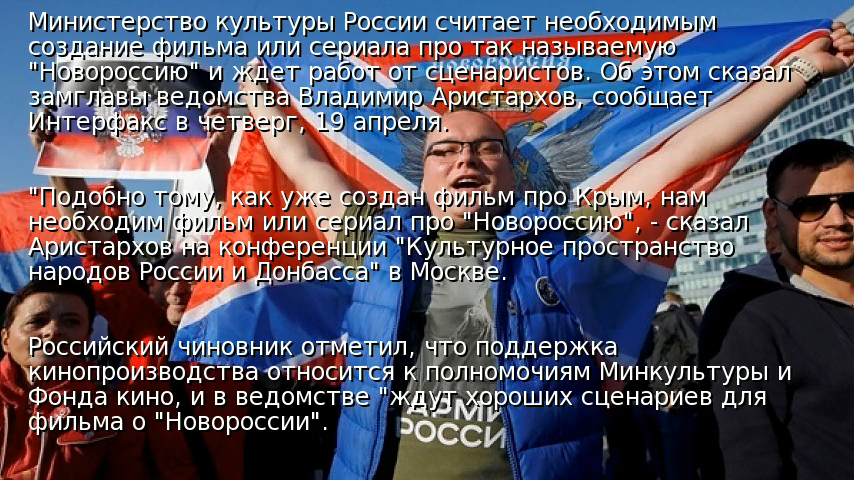 Министерство культуры России считает необходимым
создание фильма или сериала про так называемую
"Новороссию" и ждет работ от сценаристов. Об этом сказал
замглавы ведомства Владимир Аристархов, сообщает
Интерфакс в четверг, 19 апреля.
"Подобно тому, как уже создан фильм про Крым, нам
необходим фильм или сериал про "Новороссию", - сказал
Аристархов на конференции "Культурное пространство
народов России и Донбасса" в Москве.
Российский чиновник отметил, что поддержка
кинопроизводства относится к полномочиям Минкультуры и
Фонда кино, и в ведомстве "ждут хороших сценариев для
фильма о "Новороссии".
НОВОРОССИЯ